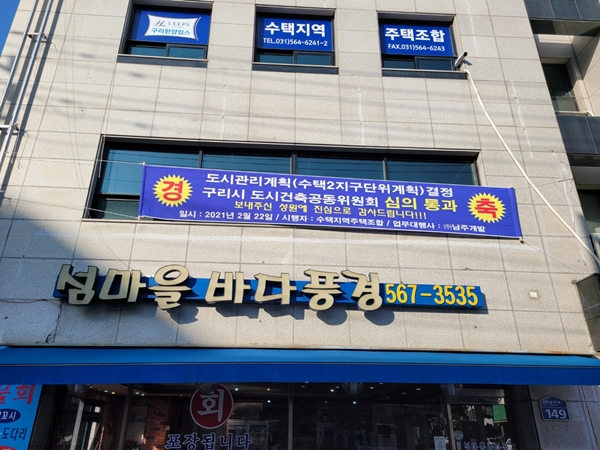 LEEPS
구리한양립스
수택지역
TEL.031)564-6241~2
주택조합
FAX.031)564-6243
경 축
도시관리계획(수택2지구단위계획)결정
구리시 도시건축공동위원회 심의 통과
보내주신 성원에 진심으로 감사드립니다!!!
일시 : 2021년 2월 22일 / 시행자 : 수택지역주택조합 / 업무대행사 : ㈜남주개발
섬마을 바다풍경 567-3535
회
포장됩니다
149
도다리